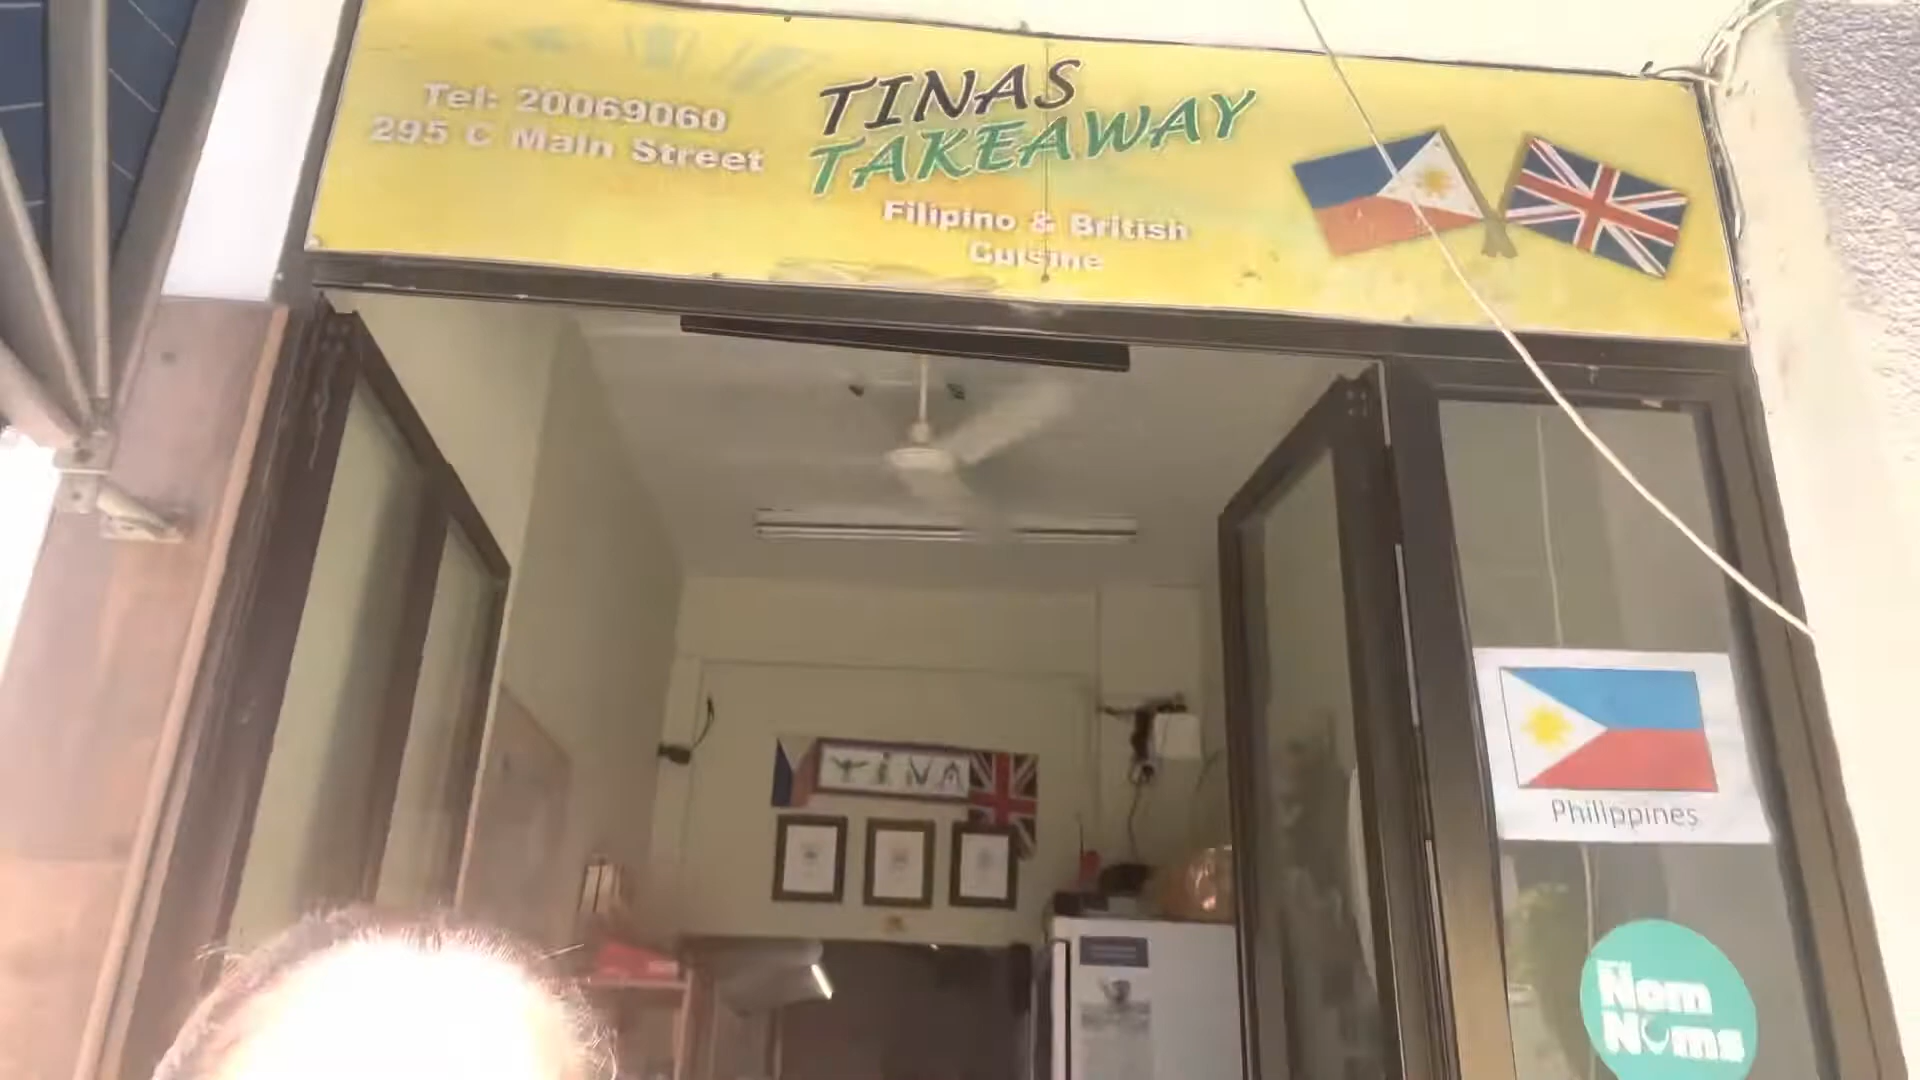 Tel: 20069060
295 C Main Street
TINAS
TAKEAWAY
Filipino & British
Cuisine
TINA
Philippines
Nom
Noms